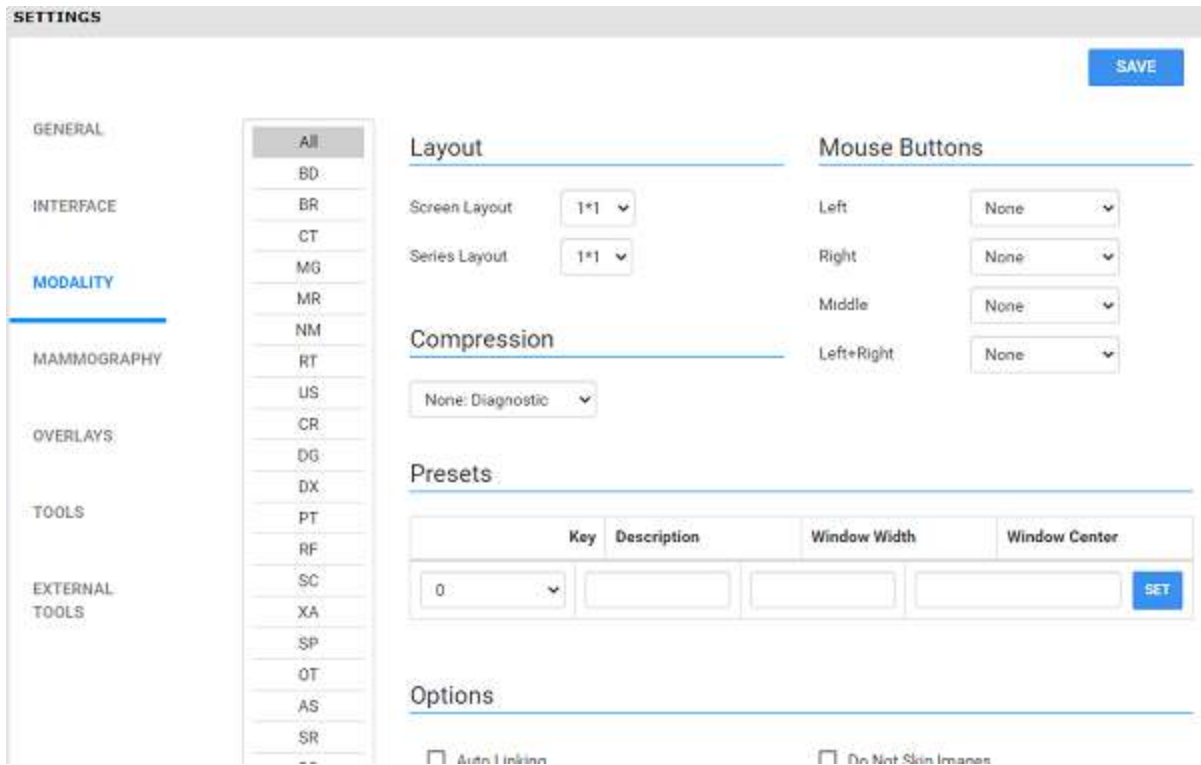 SETTINGS
SAVE
GENERAL
INTERFACE
MODALITY
MAMMOGRAPHY
OVERLAYS
TOOLS
EXTERNAL
TOOLS
All
BD
BR
CT
MG
MR
NM
RT
US
CR
DG
DX
PT
RF
SC
XA
SP
OT
AS
SR
Layout
Screen Layout 1*1
Series Layout 1*1
Compression
None: Diagnostic
Mouse Buttons
Left None
Right None
Middle None
Left+Right None
Presets
Key Description Window Width Window Center
0 SET
Options
Auto Linking Do Not Skip Images